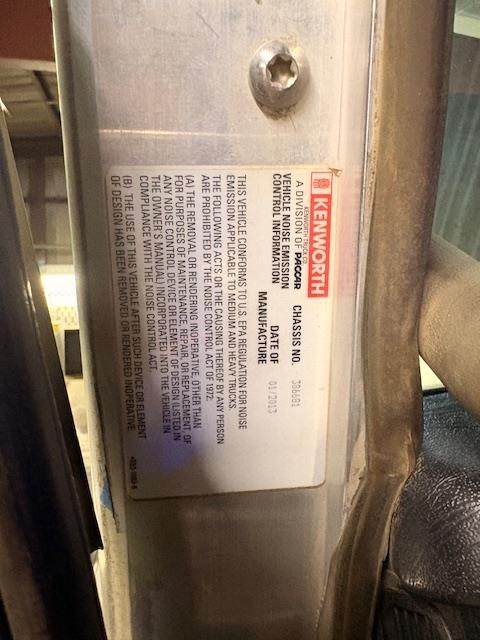 KENWORTH
KENWORTH TRUCK CO.
A DIVISION OF PACCAR
CHASSIS NO. 386681
VEHICLE NOISE EMISSION
CONTROL INFORMATION
DATE OF
MANUFACTURE
01/2013
THIS VEHICLE CONFORMS TO U.S. EPA REGULATION FOR NOISE
EMISSION APPLICABLE TO MEDIUM AND HEAVY TRUCKS.
THE FOLLOWING ACTS OR THE CAUSING THEREOF BY ANY PERSON
ARE PROHIBITED BY THE NOISE CONTROL ACT OF 1972:
(A) THE REMOVAL OR RENDERING INOPERATIVE, OTHER THAN
FOR PURPOSES OF MAINTENANCE, REPAIR, OR REPLACEMENT, OF
ANY NOISE CONTROL DEVICE OR ELEMENT OF DESIGN (LISTED IN
THE OWNER'S MANUAL) INCORPORATED INTO THE VEHICLE IN
COMPLIANCE WITH THE NOISE CONTROL ACT.
(B) THE USE OF THIS VEHICLE AFTER SUCH DEVICE OR ELEMENT
OF DESIGN HAS BEEN REMOVED OR RENDERED INOPERATIVE.